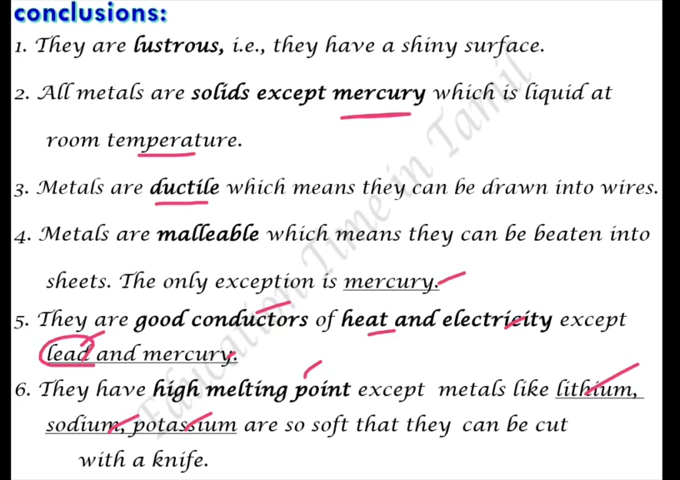 conclusions:
1. They are lustrous, i.e., they have a shiny surface.
2. All metals are solids except mercury which is liquid at
room temperature.
3. Metals are ductile which means they can be drawn into wires.
4. Metals are malleable which means they can be beaten into
sheets. The only exception is mercury.
5. They are good conductors of heat and electricity except
lead and mercury.
6. They have high melting point except metals like lithium,
sodium, potassium are so soft that they can be cut
with a knife.
Education Time in Tamil